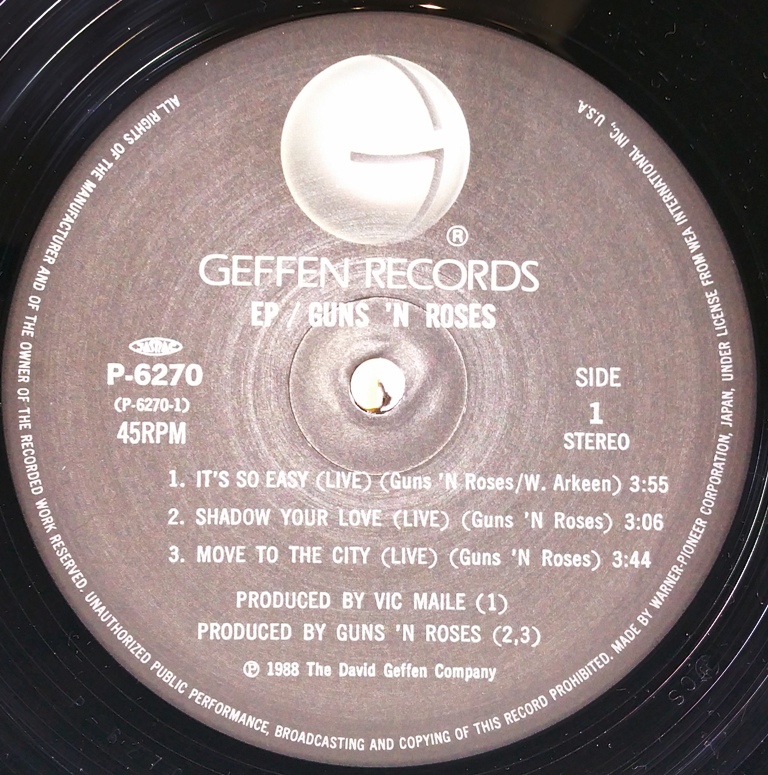 GEFFEN RECORDS ®
EP / GUNS 'N ROSES
JASRAC
P-6270
(P-6270-1)
45RPM
SIDE
1
STEREO
1. IT'S SO EASY (LIVE) (Guns 'N Roses/W. Arkeen) 3:55
2. SHADOW YOUR LOVE (LIVE) (Guns 'N Roses) 3:06
3. MOVE TO THE CITY (LIVE) (Guns 'N Roses) 3:44
PRODUCED BY VIC MAILE (1)
PRODUCED BY GUNS 'N ROSES (2,3)
℗ 1988 The David Geffen Company
ALL RIGHTS OF THE MANUFACTURER AND OF THE OWNER OF THE RECORDED WORK RESERVED. UNAUTHORIZED PUBLIC PERFORMANCE, BROADCASTING AND COPYING OF THIS RECORD PROHIBITED. MADE BY WARNER-PIONEER CORPORATION, JAPAN, UNDER LICENSE FROM WEA INTERNATIONAL INC., U.S.A.